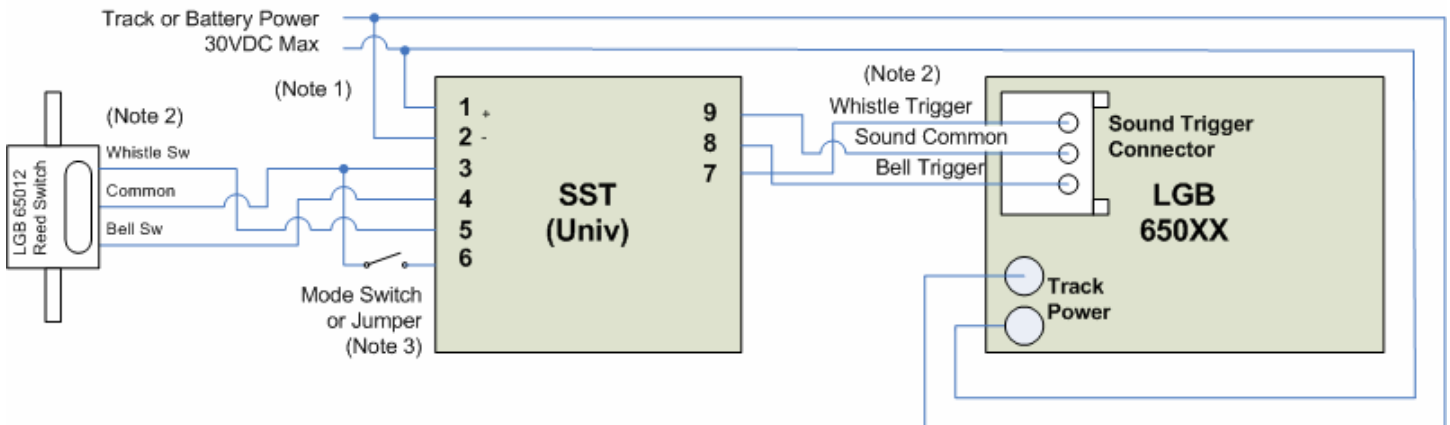 Track or Battery Power
30VDC Max
(Note 1)
(Note 2)
LGB 65012
Reed Switch
Whistle Sw
Common
Bell Sw
Mode Switch
or Jumper
(Note 3)
1 +
2 -
3
4
5
6
SST
(Univ)
9
8
7
(Note 2)
Whistle Trigger
Sound Common
Bell Trigger
Sound Trigger
Connector
LGB
650XX
Track
Power